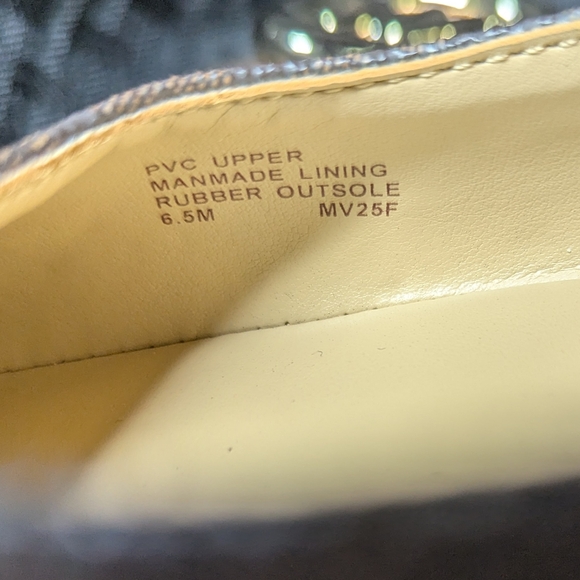 PVC UPPER
MANMADE LINING
RUBBER OUTSOLE
6.5M MV25F